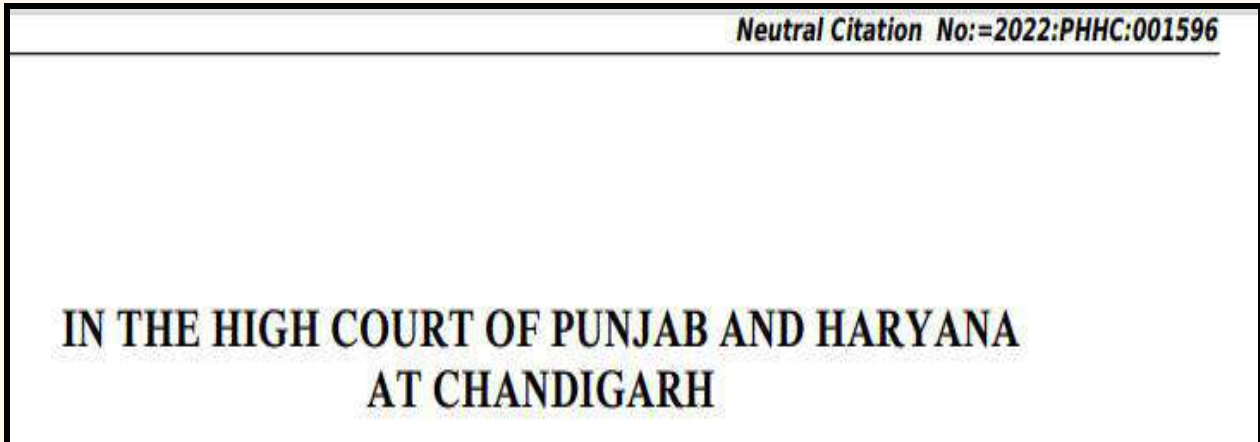 Neutral Citation No:=2022:PHHC:001596
IN THE HIGH COURT OF PUNJAB AND HARYANA
AT CHANDIGARH